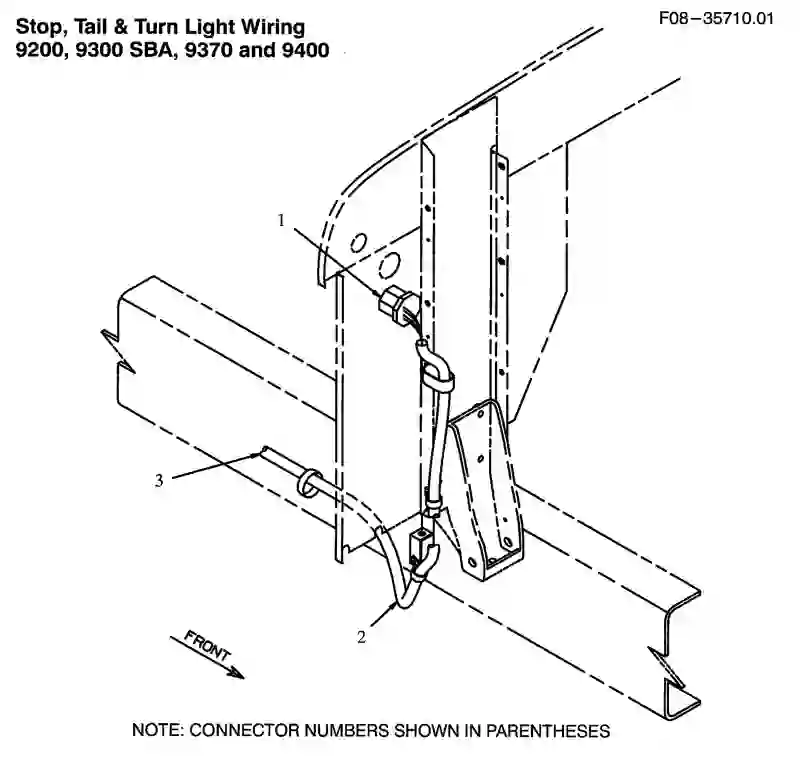 Stop, Tail & Turn Light Wiring
9200, 9300 SBA, 9370 and 9400
F08-35710.01
1
3
2
FRONT
NOTE: CONNECTOR NUMBERS SHOWN IN PARENTHESES